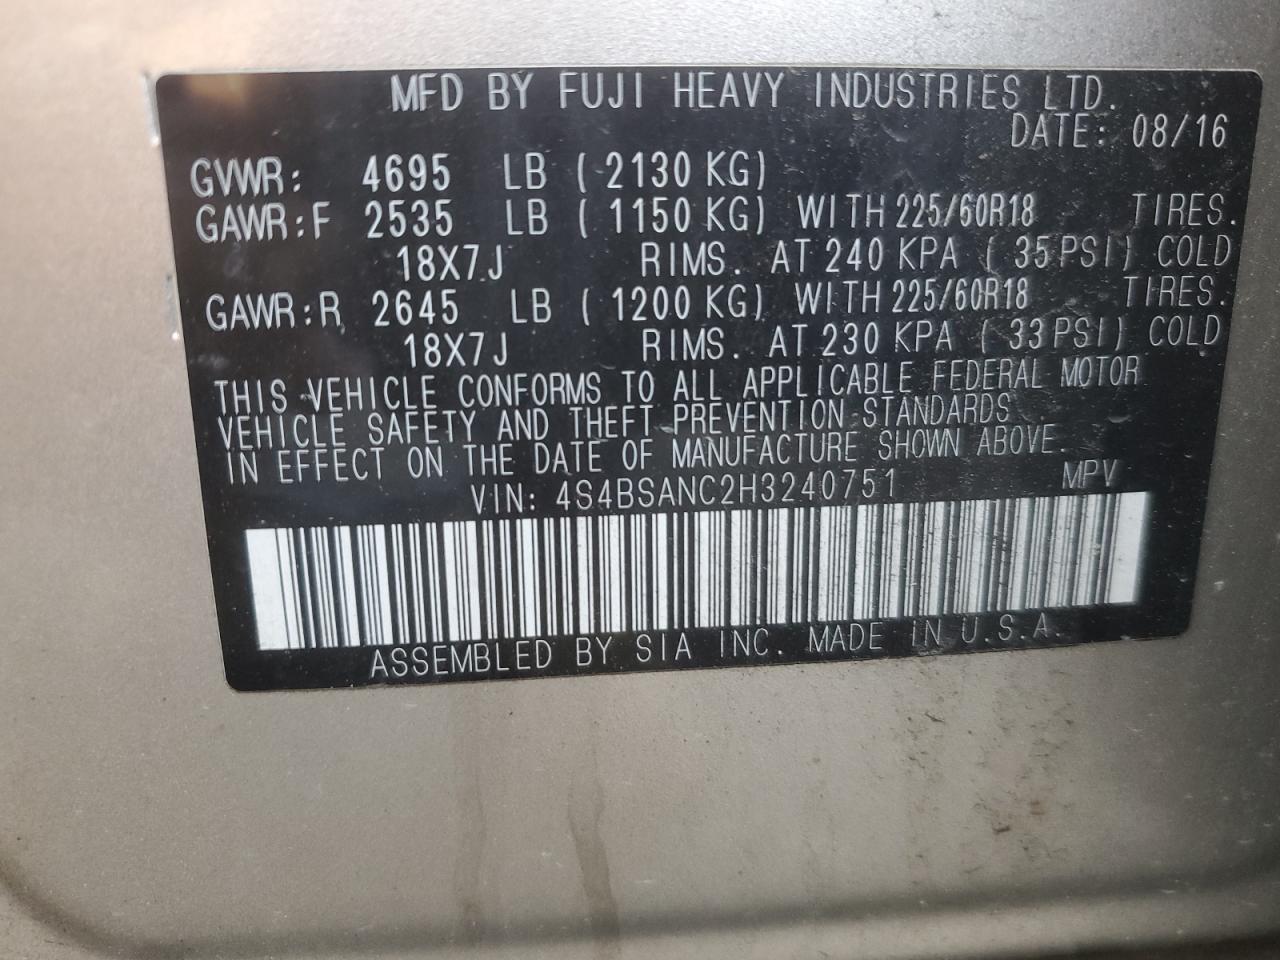 MFD BY FUJI HEAVY INDUSTRIES LTD.
DATE: 08/16
GVWR: 4695 LB ( 2130 KG)
GAWR:F 2535 LB ( 1150 KG) WITH 225/60R18 TIRES.
18X7J RIMS. AT 240 KPA ( 35 PSI) COLD
GAWR:R 2645 LB ( 1200 KG) WITH 225/60R18 TIRES.
18X7J RIMS. AT 230 KPA ( 33 PSI) COLD
THIS VEHICLE CONFORMS TO ALL APPLICABLE FEDERAL MOTOR
VEHICLE SAFETY AND THEFT PREVENTION STANDARDS
IN EFFECT ON THE DATE OF MANUFACTURE SHOWN ABOVE.
VIN: 4S4BSANC2H3240751 MPV
ASSEMBLED BY SIA INC. MADE IN U.S.A.